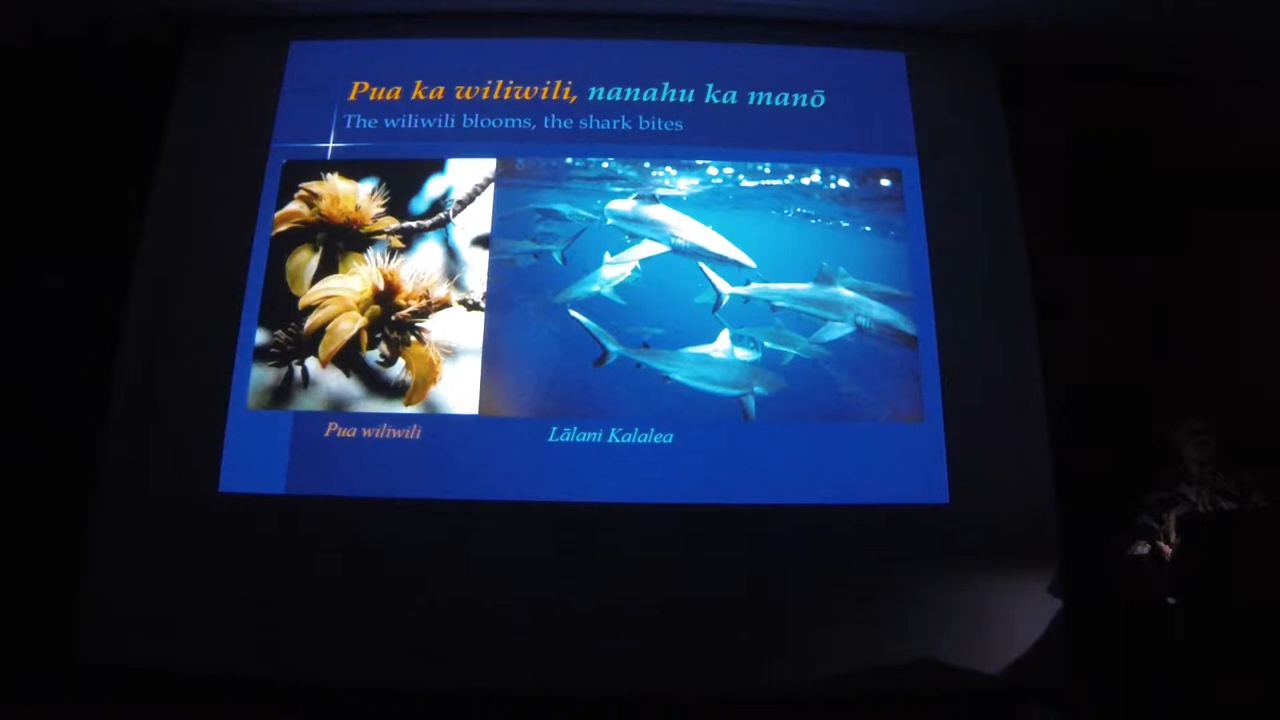 Pua ka wiliwili, nanahu ka manō
The wiliwili blooms, the shark bites
Pua wiliwili
Lālani Kalalea